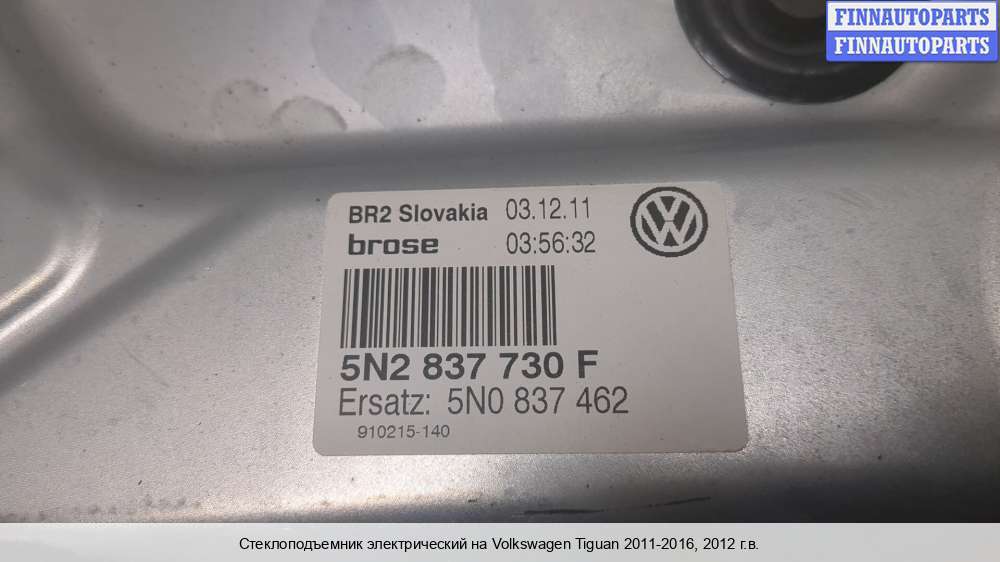 FINNAUTOPARTS
FINNAUTOPARTS
BR2 Slovakia 03.12.11
brose 03:56:32
5N2 837 730 F
Ersatz: 5N0 837 462
910215-140
Стеклоподъемник электрический на Volkswagen Tiguan 2011-2016, 2012 г.в.